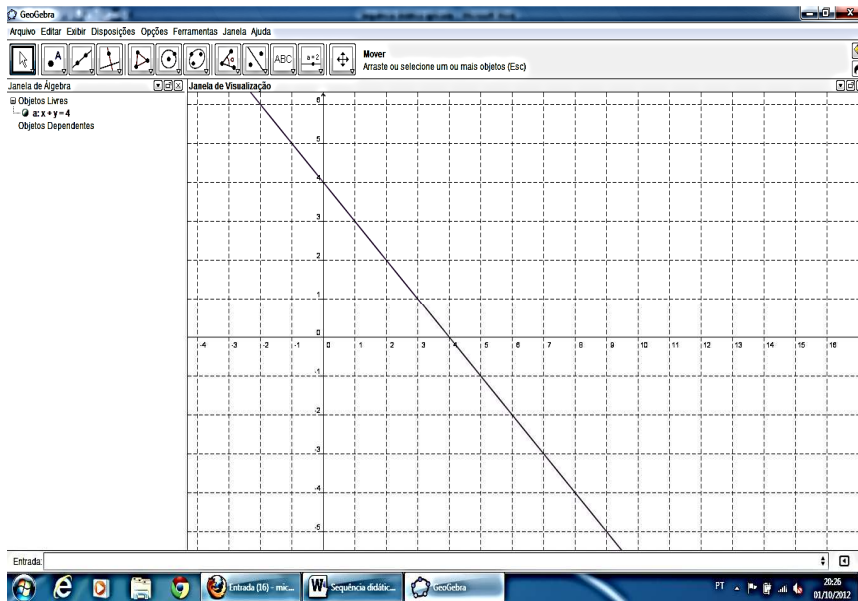 GeoGebra
Arquivo Editar Exibir Disposições Opções Ferramentas Janela Ajuda
A
ABC
a=2
Mover
Arraste ou selecione um ou mais objetos (Esc)
Janela de Álgebra
Janela de Visualização
Objetos Livres
a: x + y = 4
Objetos Dependentes
6
5
4
3
2
1
0
-4 -3 -2 -1 0 1 2 3 4 5 6 7 8 9 10 11 12 13 14 15 16
-1
-2
-3
-4
-5
Entrada:
Entrada (16) - mic...
Sequência didátic...
GeoGebra
PT
20:26
01/10/2012